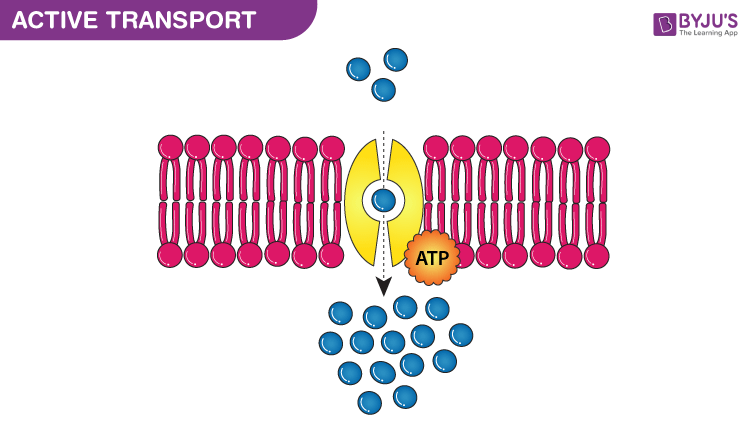 ACTIVE TRANSPORT
BYJU'S
The Learning App
ATP